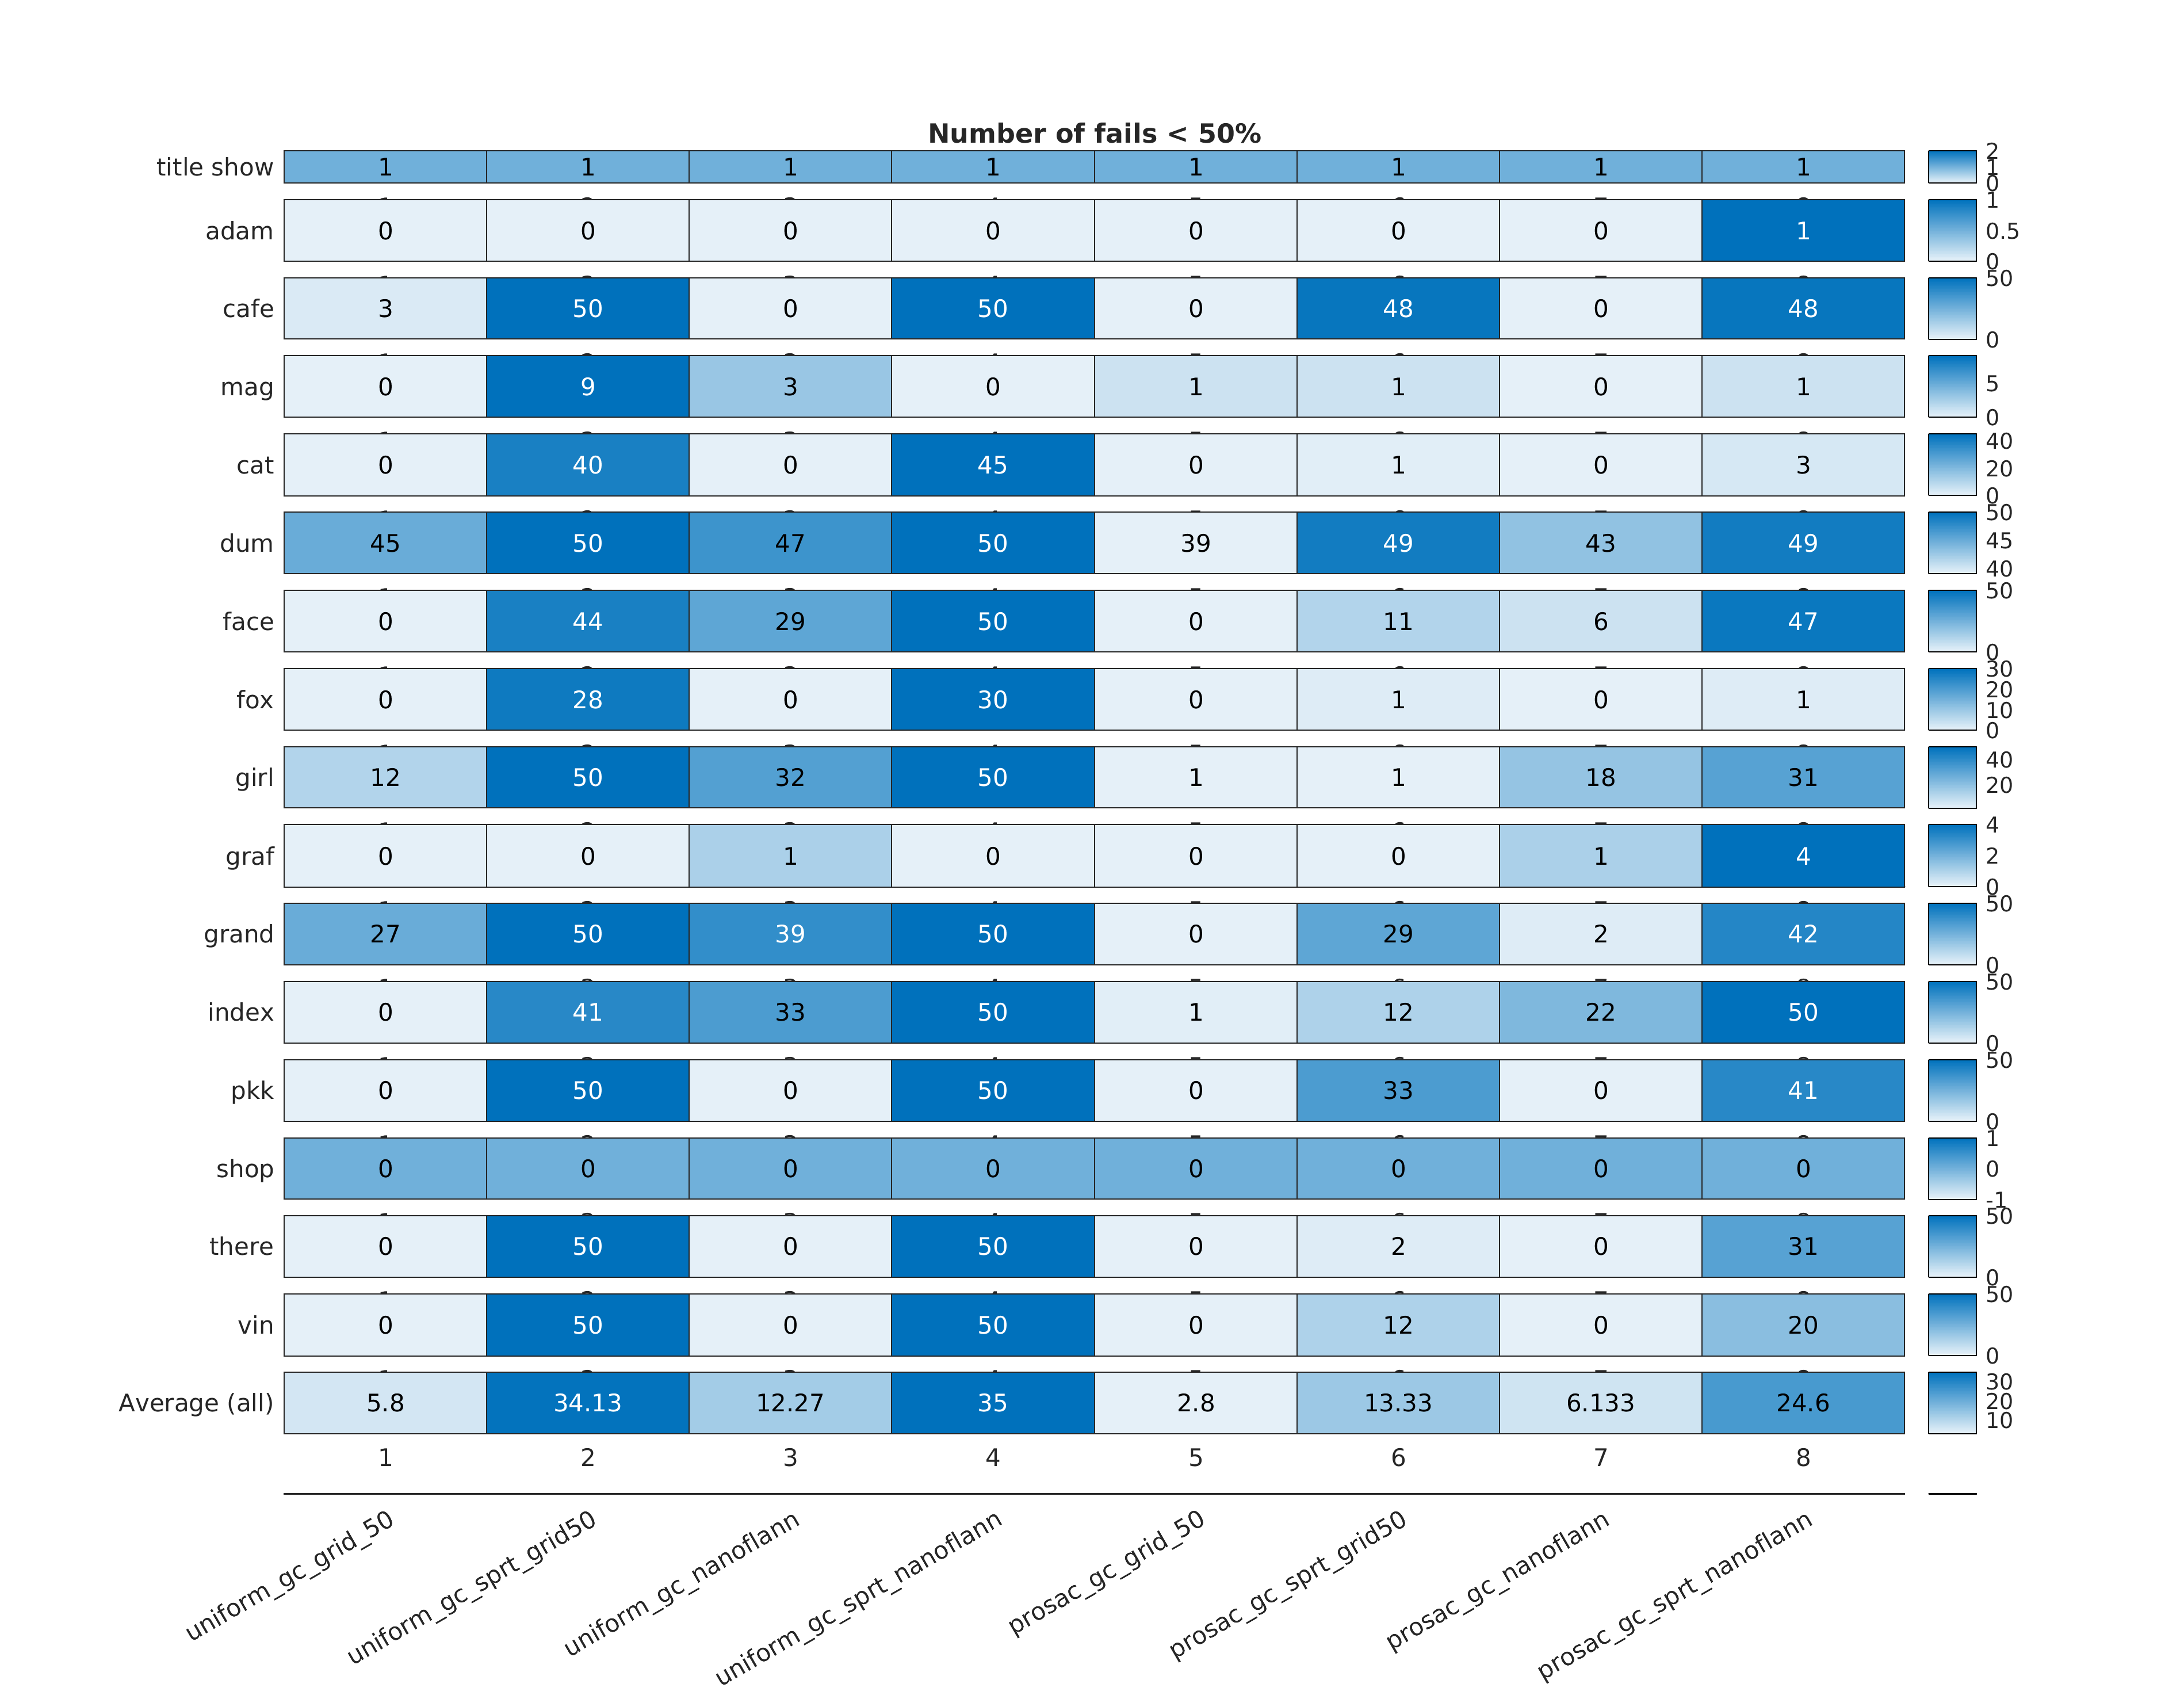 Number of fails < 50%
title show 1 1 1 1 1 1 1 1 2 1 0
adam 0 0 0 0 0 0 0 1 1 0.5 0
cafe 3 50 0 50 0 48 0 48 50 0
mag 0 9 3 0 1 1 0 1 5 0
cat 0 40 0 45 0 1 0 3 40 20 0
dum 45 50 47 50 39 49 43 49 50 45 40
face 0 44 29 50 0 11 6 47 50 0
fox 0 28 0 30 0 1 0 1 30 20 10 0
girl 12 50 32 50 1 1 18 31 40 20
graf 0 0 1 0 0 0 1 4 4 2 0
grand 27 50 39 50 0 29 2 42 50 0
index 0 41 33 50 1 12 22 50 50 0
pkk 0 50 0 50 0 33 0 41 50 0
shop 0 0 0 0 0 0 0 0 1 0 -1
there 0 50 0 50 0 2 0 31 50 0
vin 0 50 0 50 0 12 0 20 50 0
Average (all) 5.8 34.13 12.27 35 2.8 13.33 6.133 24.6 30 20 10
1 2 3 4 5 6 7 8
uniform_gc_grid_50
uniform_gc_sprt_grid50
uniform_gc_nanoflann
uniform_gc_sprt_nanoflann
prosac_gc_grid_50
prosac_gc_sprt_grid50
prosac_gc_nanoflann
prosac_gc_sprt_nanoflann